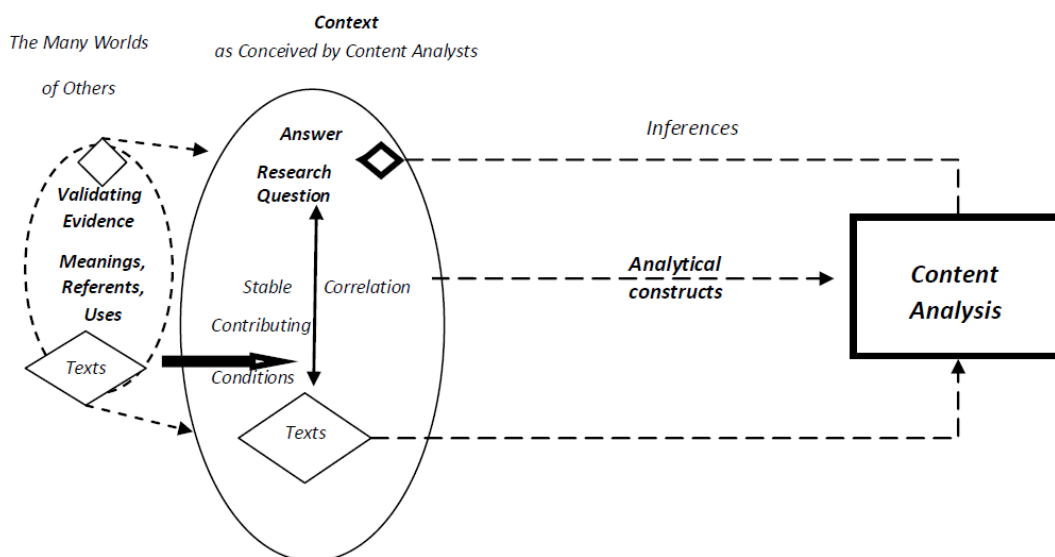 The Many Worlds
of Others
Context
as Conceived by Content Analysts
Answer
Research
Question
Validating
Evidence
Meanings,
Referents,
Uses
Texts
Stable
Correlation
Contributing
Conditions
Texts
Inferences
Analytical
constructs
Content
Analysis